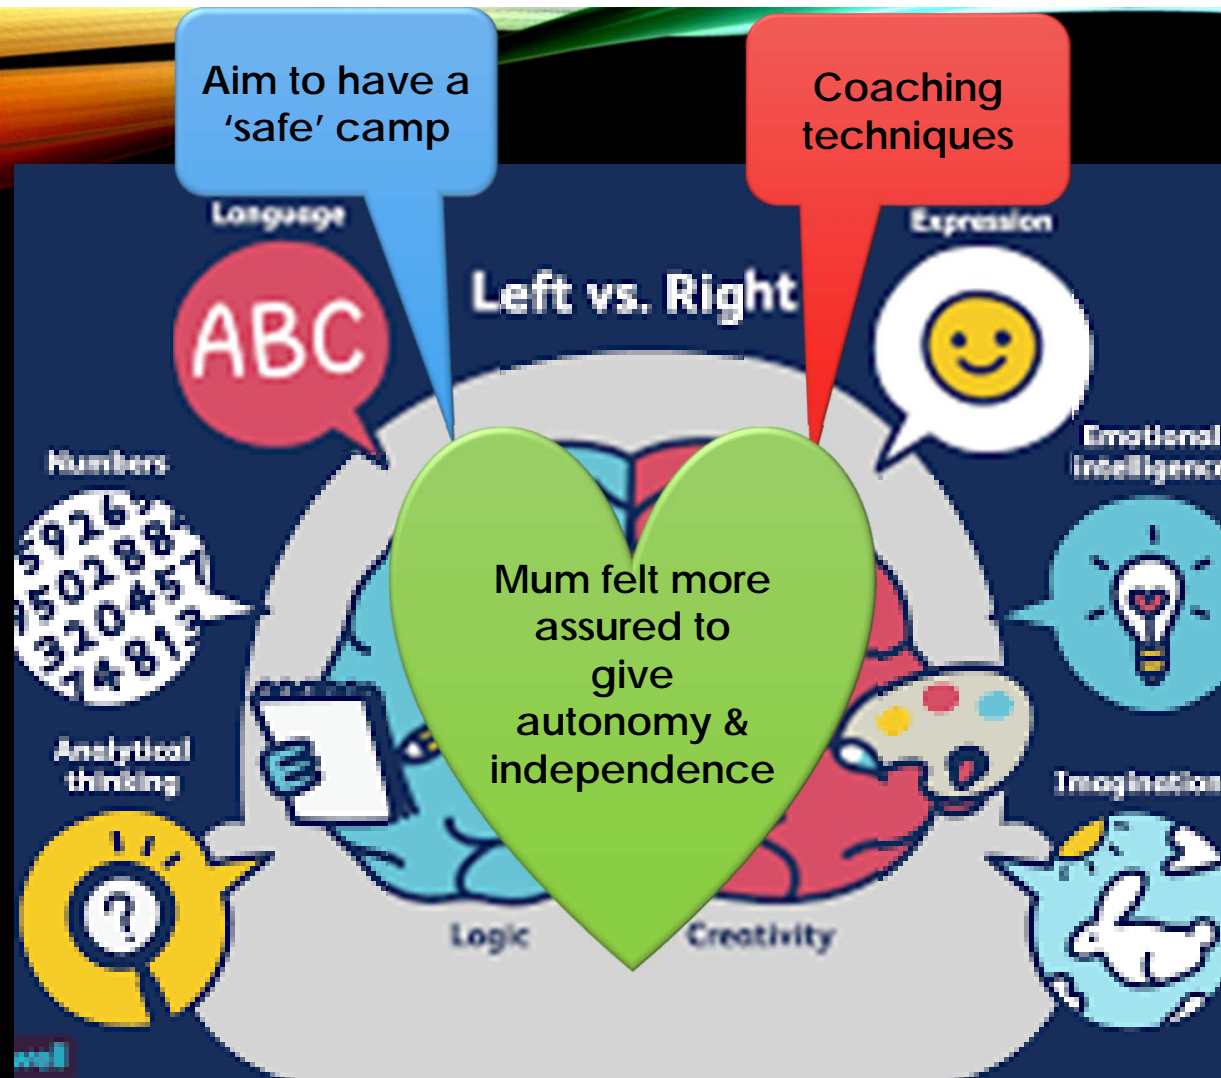 Aim to have a
‘safe’ camp
Coaching
techniques
Language
Expression
ABC
Left vs. Right
Numbers
Emotional
Intelligence
Mum felt more
assured to
give
autonomy &
independence
Analytical
thinking
?
Imagination
Logic
Creativity
well